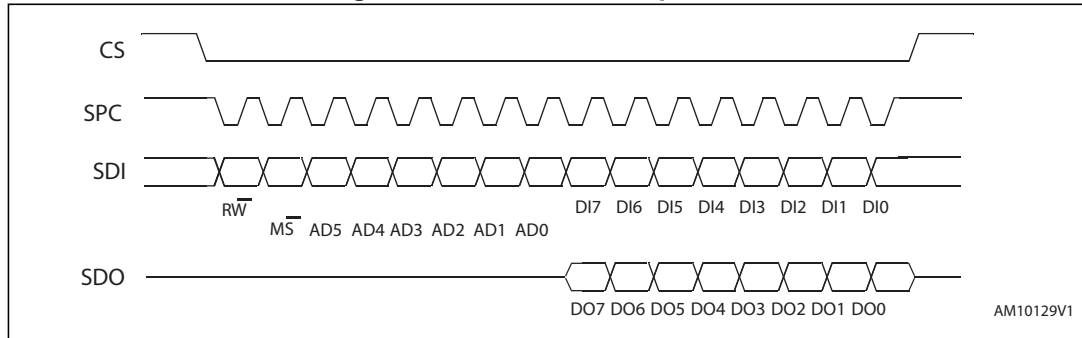 CS
SPC
SDI
RW
DI7 DI6 DI5 DI4 DI3 DI2 DI1 DI0
MS AD5 AD4 AD3 AD2 AD1 AD0
SDO
DO7 DO6 DO5 DO4 DO3 DO2 DO1 DO0
AM10129V1